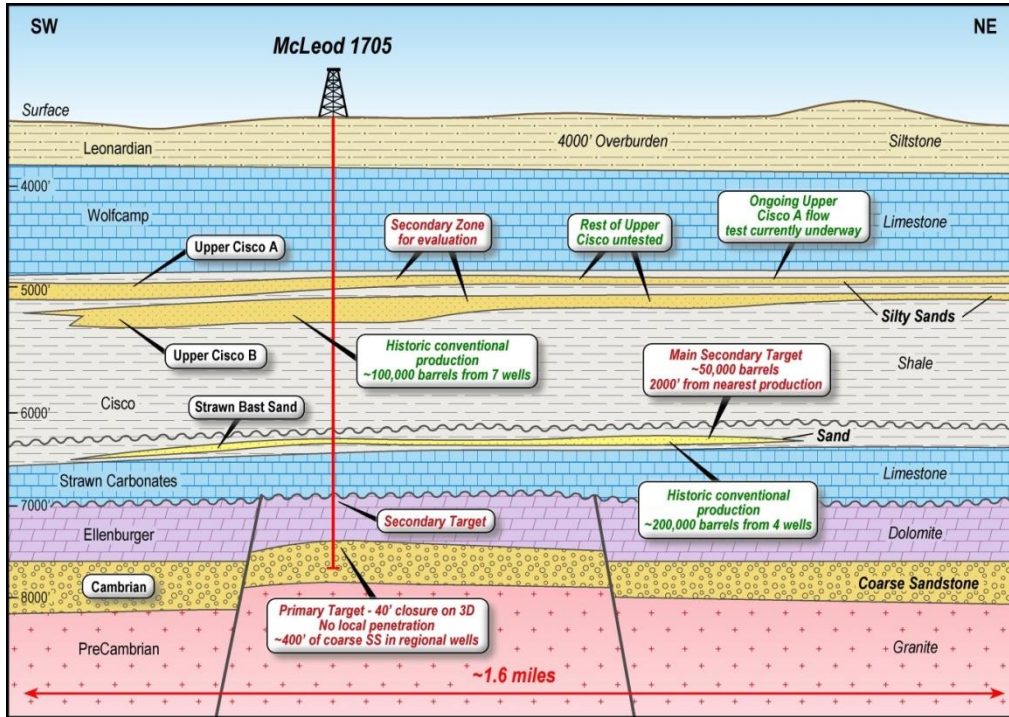 SW
NE
McLeod 1705
Surface
Leonardian
4000' Overburden
Siltstone
4000'
Wolfcamp
Limestone
Upper Cisco A
Secondary Zone
for evaluation
Rest of Upper
Cisco untested
Ongoing Upper
Cisco A flow
test currently underway
5000'
Silty Sands
Upper Cisco B
Historic conventional
production
~100,000 barrels from 7 wells
Main Secondary Target
~50,000 barrels
2000' from nearest production
Shale
Cisco
6000'
Strawn Bast Sand
Sand
Strawn Carbonates
Limestone
7000'
Historic conventional
production
~200,000 barrels from 4 wells
Secondary Target
Ellenburger
Dolomite
Cambrian
Coarse Sandstone
8000'
Primary Target - 40' closure on 3D
No local penetration
~400' of coarse SS in regional wells
PreCambrian
Granite
~1.6 miles